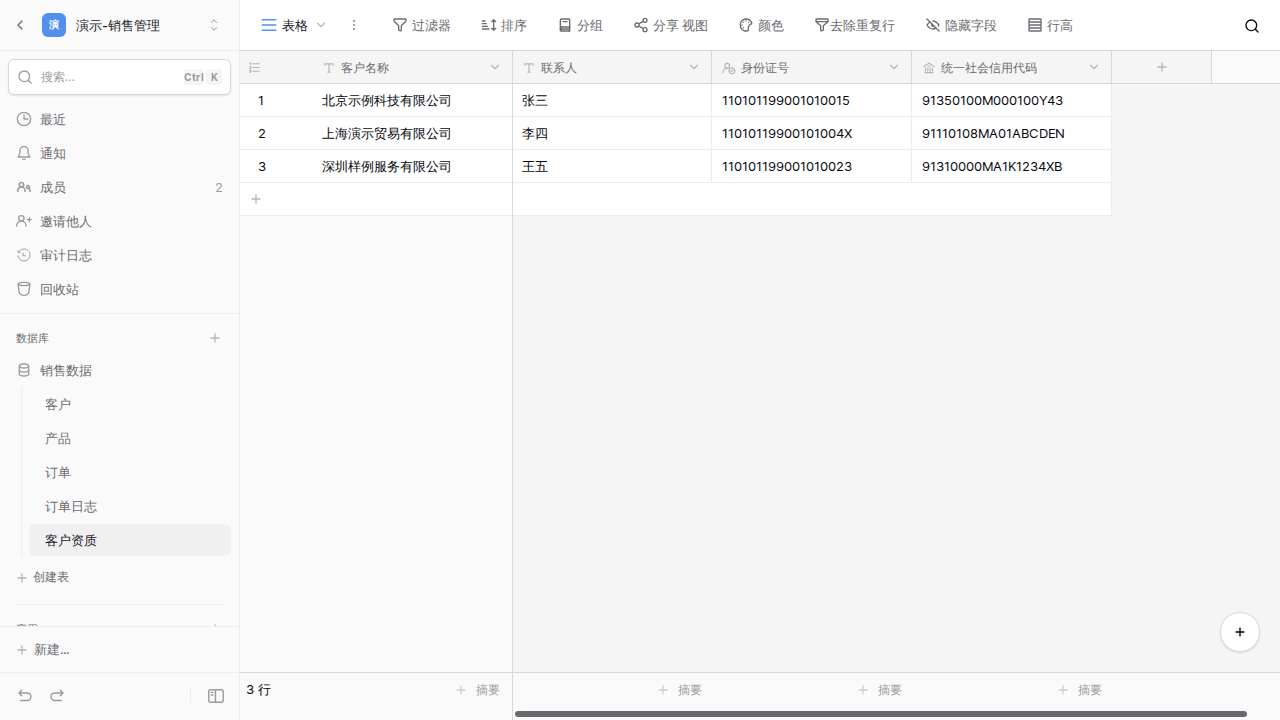 演 演示-销售管理
搜索... Ctrl K
最近
通知
成员 2
邀请他人
审计日志
回收站
数据库
销售数据
客户
产品
订单
订单日志
客户资质
创建表
新建...
表格 过滤器 排序 分组 分享 视图 颜色 去除重复行 隐藏字段 行高
客户名称 联系人 身份证号 统一社会信用代码
1 北京示例科技有限公司 张三 110101199001010015 91350100M000100Y43
2 上海演示贸易有限公司 李四 11010119900101004X 91110108MA01ABCDEN
3 深圳样例服务有限公司 王五 110101199001010023 91310000MA1K1234XB
3 行 摘要 摘要 摘要 摘要